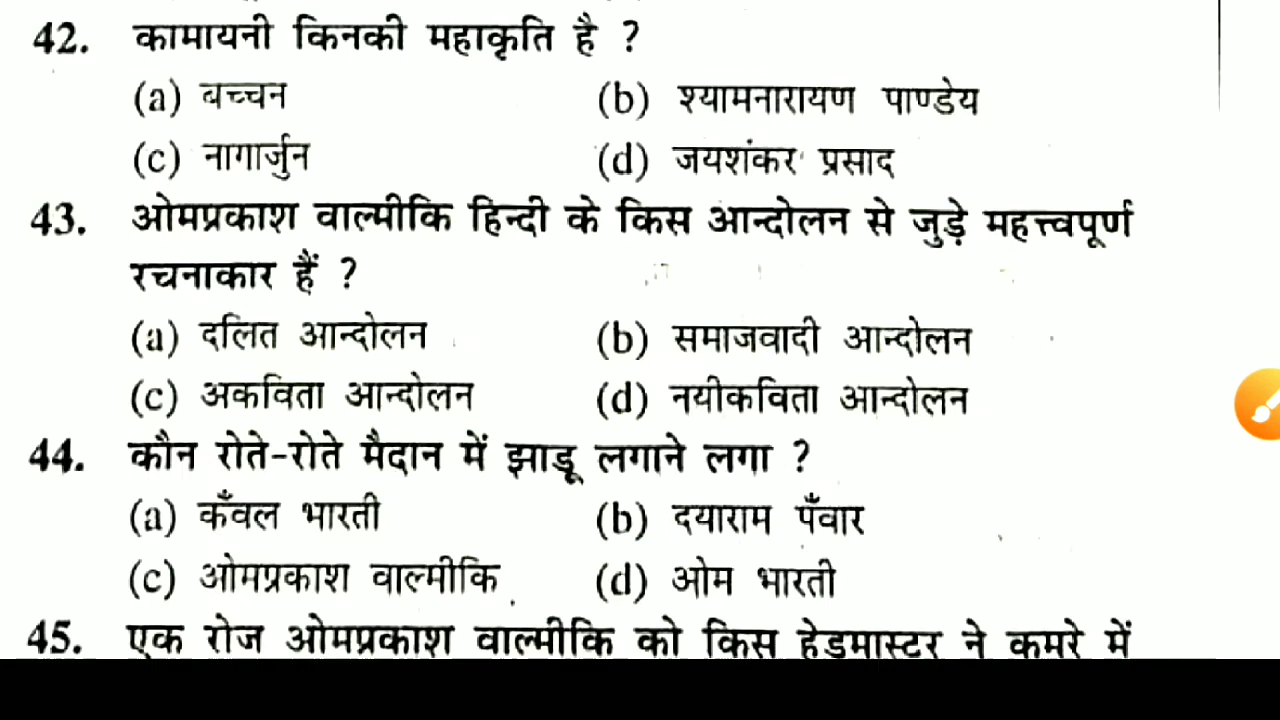 42. कामायनी किनकी महाकृति है ?
(a) बच्चन (b) श्यामनारायण पाण्डेय
(c) नागार्जुन (d) जयशंकर प्रसाद
43. ओमप्रकाश वाल्मीकि हिन्दी के किस आन्दोलन से जुड़े महत्त्वपूर्ण
रचनाकार हैं ?
(a) दलित आन्दोलन (b) समाजवादी आन्दोलन
(c) अकविता आन्दोलन (d) नयीकविता आन्दोलन
44. कौन रोते-रोते मैदान में झाडू लगाने लगा ?
(a) कँवल भारती (b) दयाराम पँवार
(c) ओमप्रकाश वाल्मीकि (d) ओम भारती
45. एक रोज ओमप्रकाश वाल्मीकि को किस हेडमास्टर ने कमरे में